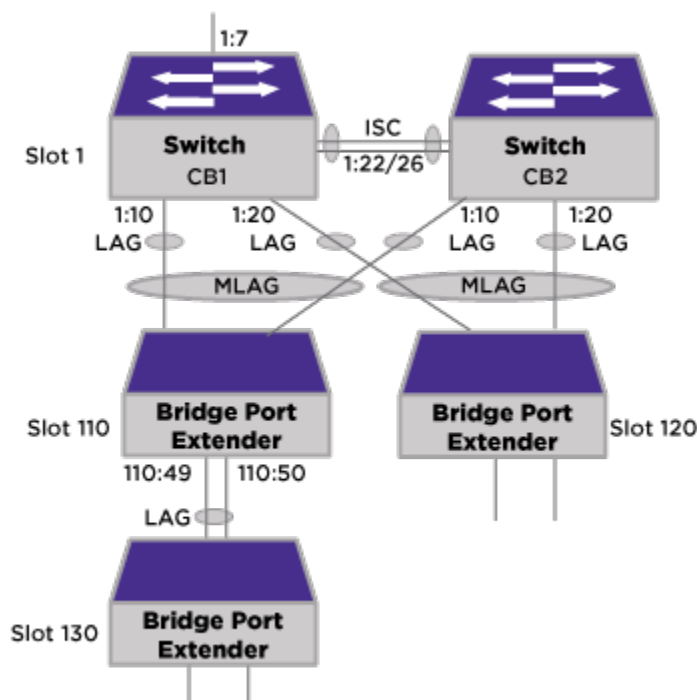 1:7
Switch
CB1
Slot 1
ISC
1:22/26
Switch
CB2
1:10
LAG
1:20
LAG
1:10
LAG
1:20
LAG
MLAG
MLAG
Slot 110
Bridge Port
Extender
Bridge Port
Extender
Slot 120
110:49
110:50
LAG
Slot 130
Bridge Port
Extender